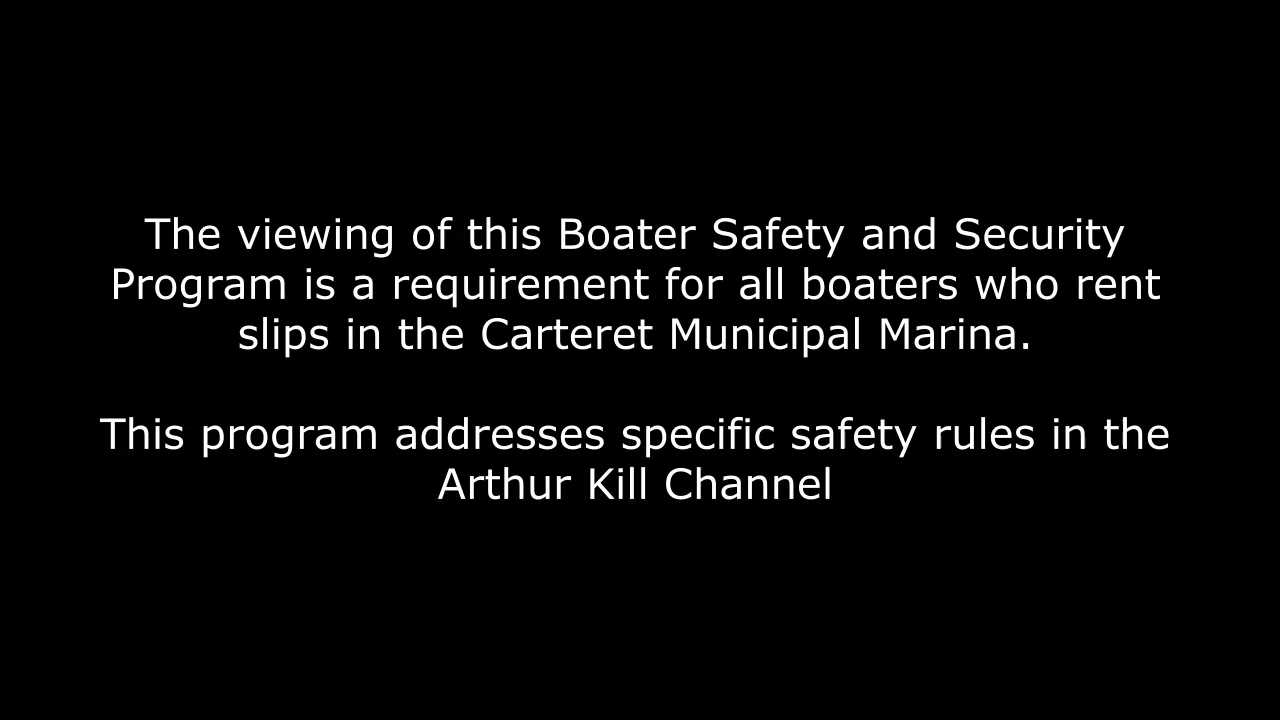 The viewing of this Boater Safety and Security
Program is a requirement for all boaters who rent
slips in the Carteret Municipal Marina.
This program addresses specific safety rules in the
Arthur Kill Channel